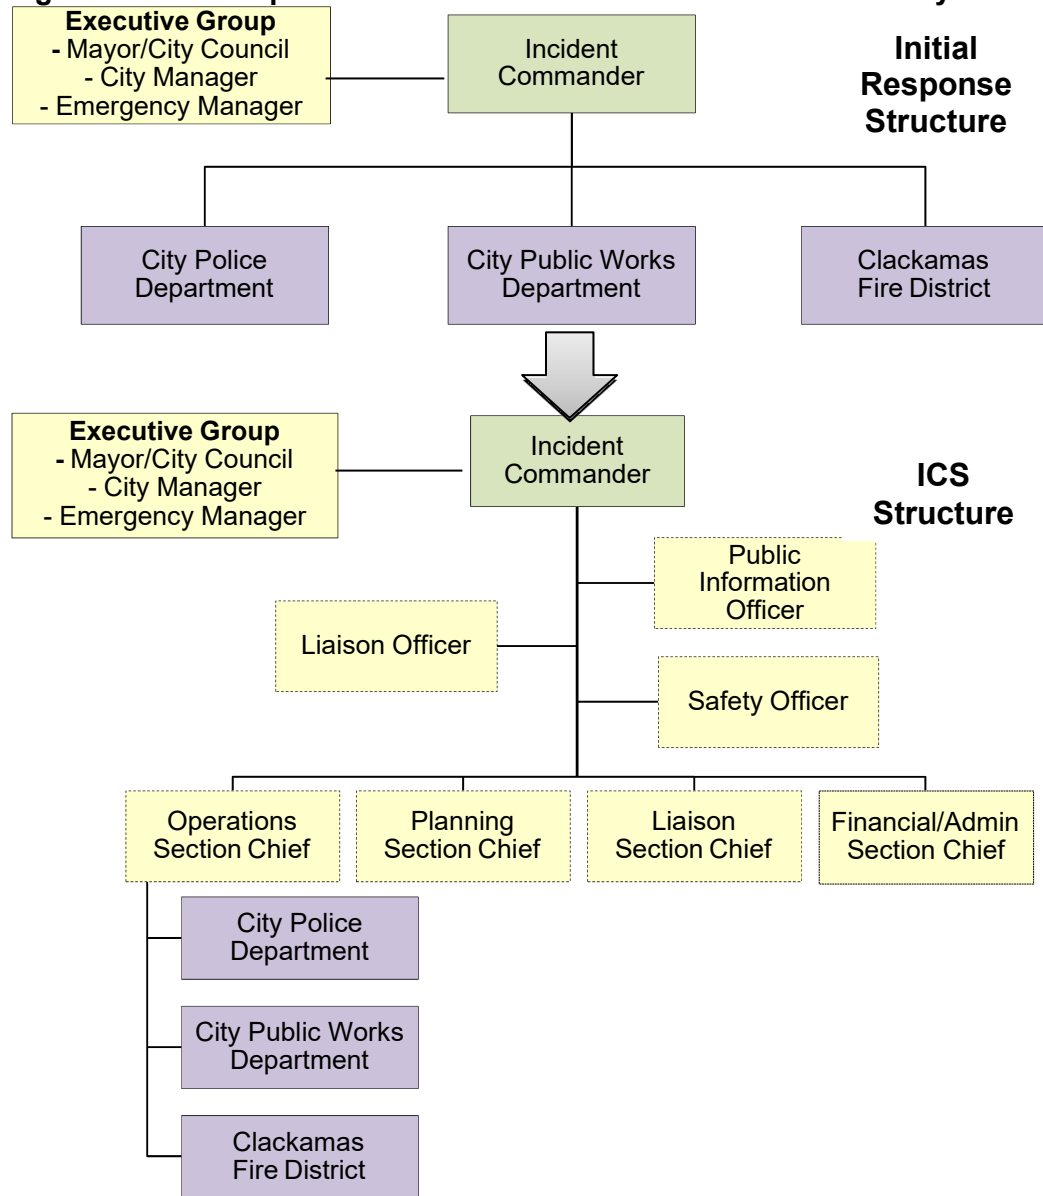 Executive Group
- Mayor/City Council
- City Manager
- Emergency Manager
Incident
Commander
Initial
Response
Structure
City Police
Department
City Public Works
Department
Clackamas
Fire District
Executive Group
- Mayor/City Council
- City Manager
- Emergency Manager
Incident
Commander
ICS
Structure
Public
Information
Officer
Liaison Officer
Safety Officer
Operations
Section Chief
Planning
Section Chief
Liaison
Section Chief
Financial/Admin
Section Chief
City Police
Department
City Public Works
Department
Clackamas
Fire District